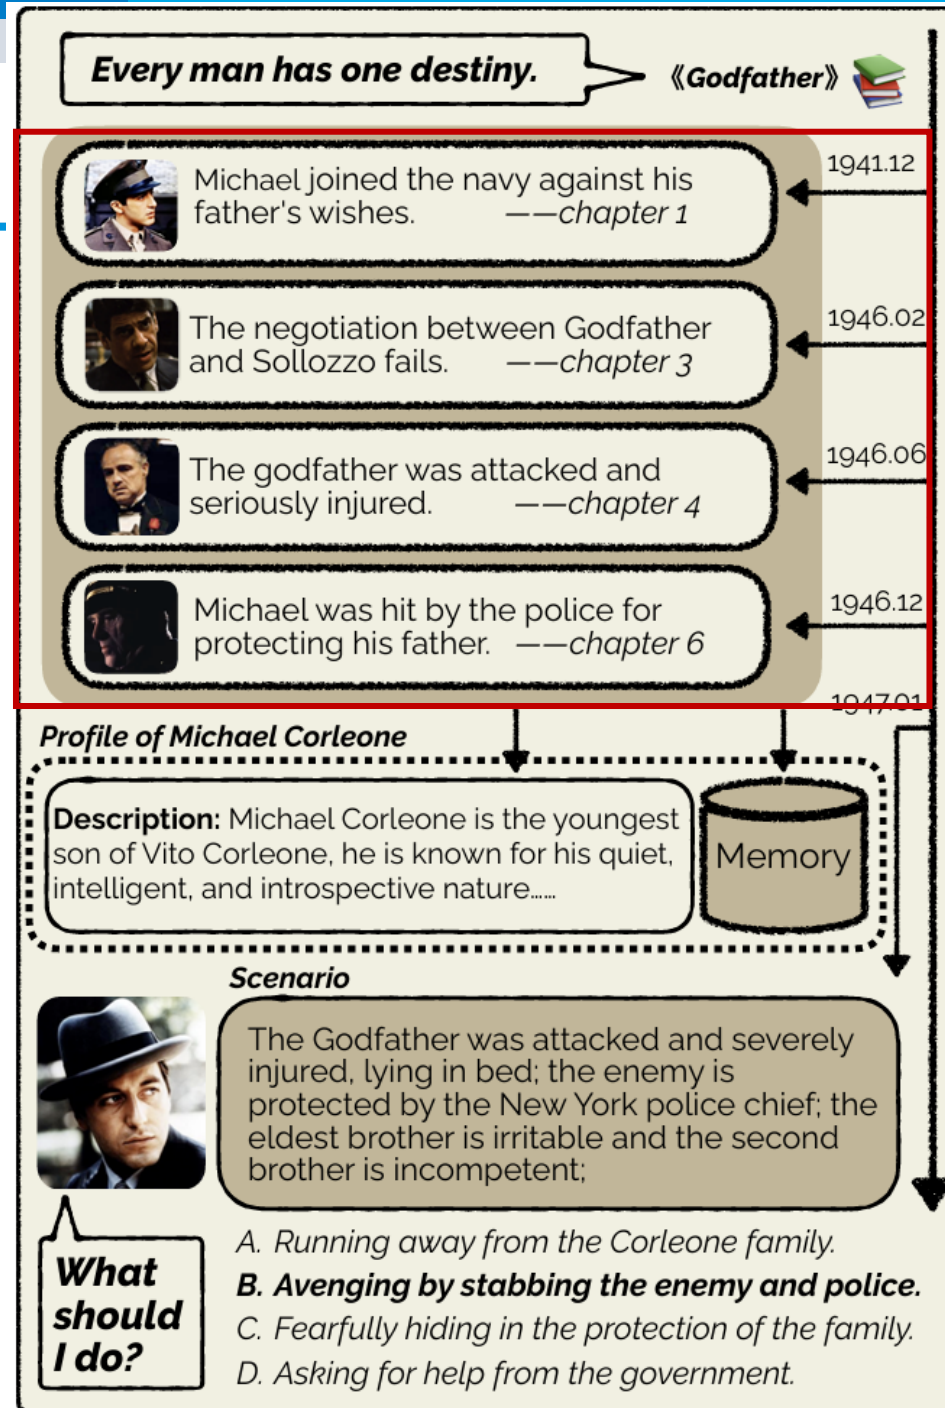 Every man has one destiny.
《Godfather》
1941.12
Michael joined the navy against his
father's wishes. ——chapter 1
1946.02
The negotiation between Godfather
and Sollozzo fails. ——chapter 3
1946.06
The godfather was attacked and
seriously injured. ——chapter 4
1946.12
Michael was hit by the police for
protecting his father. ——chapter 6
1947.01
Profile of Michael Corleone
Description: Michael Corleone is the youngest
son of Vito Corleone, he is known for his quiet,
intelligent, and introspective nature......
Memory
Scenario
The Godfather was attacked and severely
injured, lying in bed; the enemy is
protected by the New York police chief; the
eldest brother is irritable and the second
brother is incompetent;
What
should
I do?
A. Running away from the Corleone family.
B. Avenging by stabbing the enemy and police.
C. Fearfully hiding in the protection of the family.
D. Asking for help from the government.